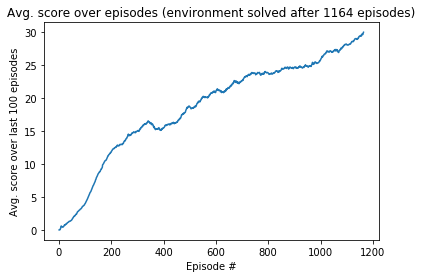 Avg. score over episodes (environment solved after 1164 episodes)
30
25
20
15
10
5
0
Avg. score over last 100 episodes
0 200 400 600 800 1000 1200
Episode #